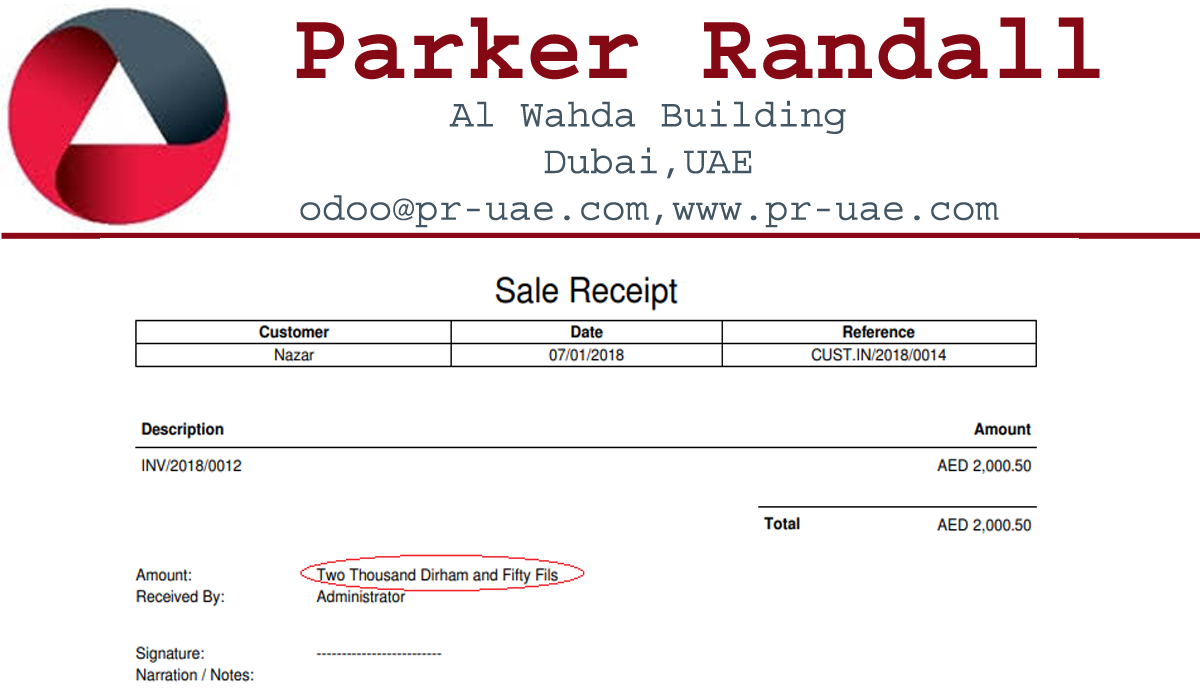 Parker Randall
Al Wahda Building
Dubai,UAE
odoo@pr-uae.com,www.pr-uae.com
Sale Receipt
Customer Date Reference
Nazar 07/01/2018 CUST.IN/2018/0014
Description Amount
INV/2018/0012 AED 2,000.50
Total AED 2,000.50
Amount: Two Thousand Dirham and Fifty Fils
Received By: Administrator
Signature: -------------------------
Narration / Notes: